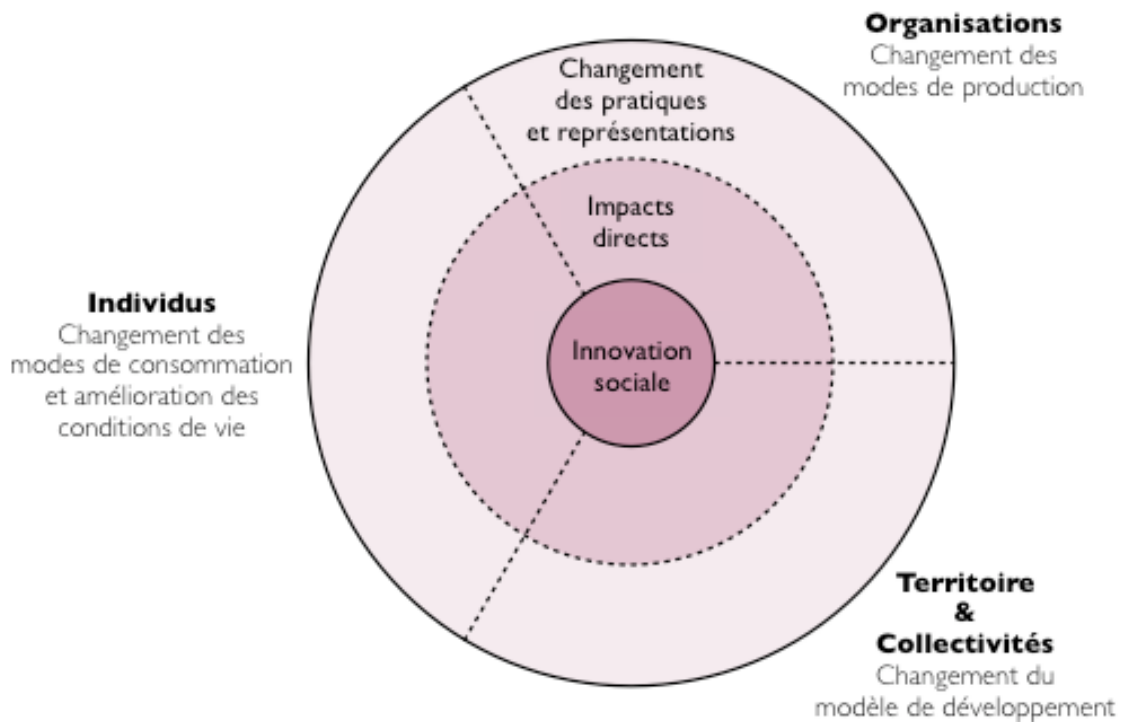 Organisations
Changement des
modes de production
Changement
des pratiques
et représentations
Impacts
directs
Innovation
sociale
Individus
Changement des
modes de consommation
et amélioration des
conditions de vie
Territoire
&
Collectivités
Changement du
modèle de développement